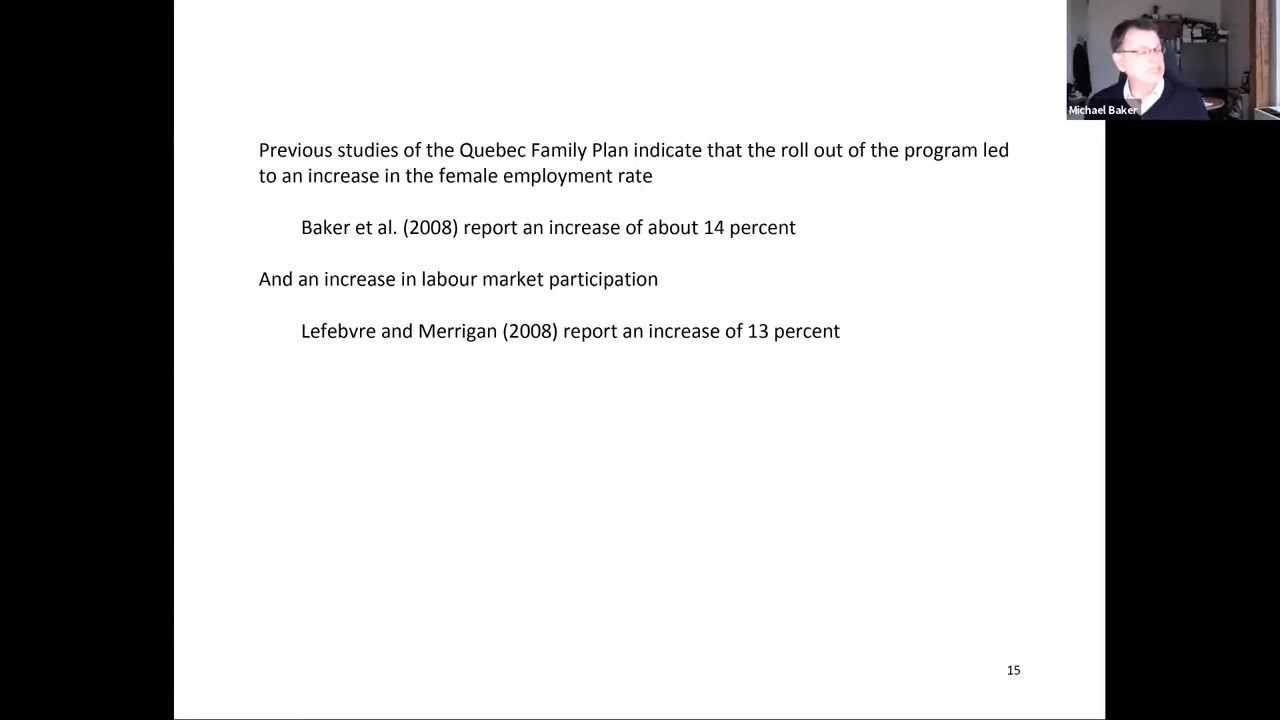 Michael Baker
Previous studies of the Quebec Family Plan indicate that the roll out of the program led
to an increase in the female employment rate
Baker et al. (2008) report an increase of about 14 percent
And an increase in labour market participation
Lefebvre and Merrigan (2008) report an increase of 13 percent
15